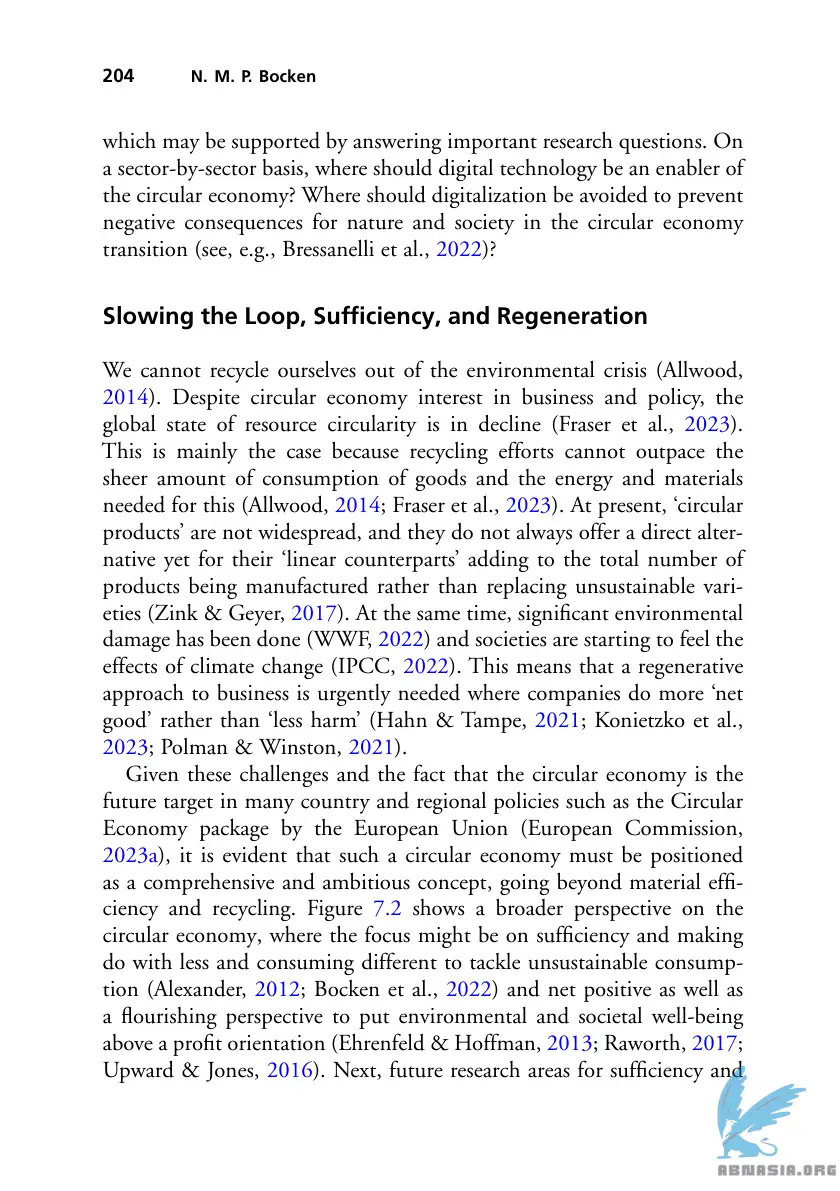 204 N. M. P. Bocken
which may be supported by answering important research questions. On
a sector-by-sector basis, where should digital technology be an enabler of
the circular economy? Where should digitalization be avoided to prevent
negative consequences for nature and society in the circular economy
transition (see, e.g., Bressanelli et al., 2022)?
Slowing the Loop, Sufficiency, and Regeneration
We cannot recycle ourselves out of the environmental crisis (Allwood,
2014). Despite circular economy interest in business and policy, the
global state of resource circularity is in decline (Fraser et al., 2023).
This is mainly the case because recycling efforts cannot outpace the
sheer amount of consumption of goods and the energy and materials
needed for this (Allwood, 2014; Fraser et al., 2023). At present, ‘circular
products’ are not widespread, and they do not always offer a direct alter-
native yet for their ‘linear counterparts’ adding to the total number of
products being manufactured rather than replacing unsustainable vari-
eties (Zink & Geyer, 2017). At the same time, significant environmental
damage has been done (WWF, 2022) and societies are starting to feel the
effects of climate change (IPCC, 2022). This means that a regenerative
approach to business is urgently needed where companies do more ‘net
good’ rather than ‘less harm’ (Hahn & Tampe, 2021; Konietzko et al.,
2023; Polman & Winston, 2021).
Given these challenges and the fact that the circular economy is the
future target in many country and regional policies such as the Circular
Economy package by the European Union (European Commission,
2023a), it is evident that such a circular economy must be positioned
as a comprehensive and ambitious concept, going beyond material effi-
ciency and recycling. Figure 7.2 shows a broader perspective on the
circular economy, where the focus might be on sufficiency and making
do with less and consuming different to tackle unsustainable consump-
tion (Alexander, 2012; Bocken et al., 2022) and net positive as well as
a flourishing perspective to put environmental and societal well-being
above a profit orientation (Ehrenfeld & Hoffman, 2013; Raworth, 2017;
Upward & Jones, 2016). Next, future research areas for sufficiency and
ABNASIA.ORG